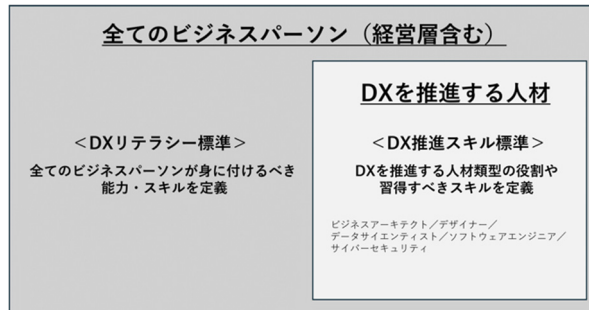 全てのビジネスパーソン（経営層含む）
＜DXリテラシー標準＞
全てのビジネスパーソンが身に付けるべき
能力・スキルを定義
DXを推進する人材
＜DX推進スキル標準＞
DXを推進する人材類型の役割や
習得すべきスキルを定義
ビジネスアーキテクト／デザイナー／
データサイエンティスト／ソフトウェアエンジニア／
サイバーセキュリティ